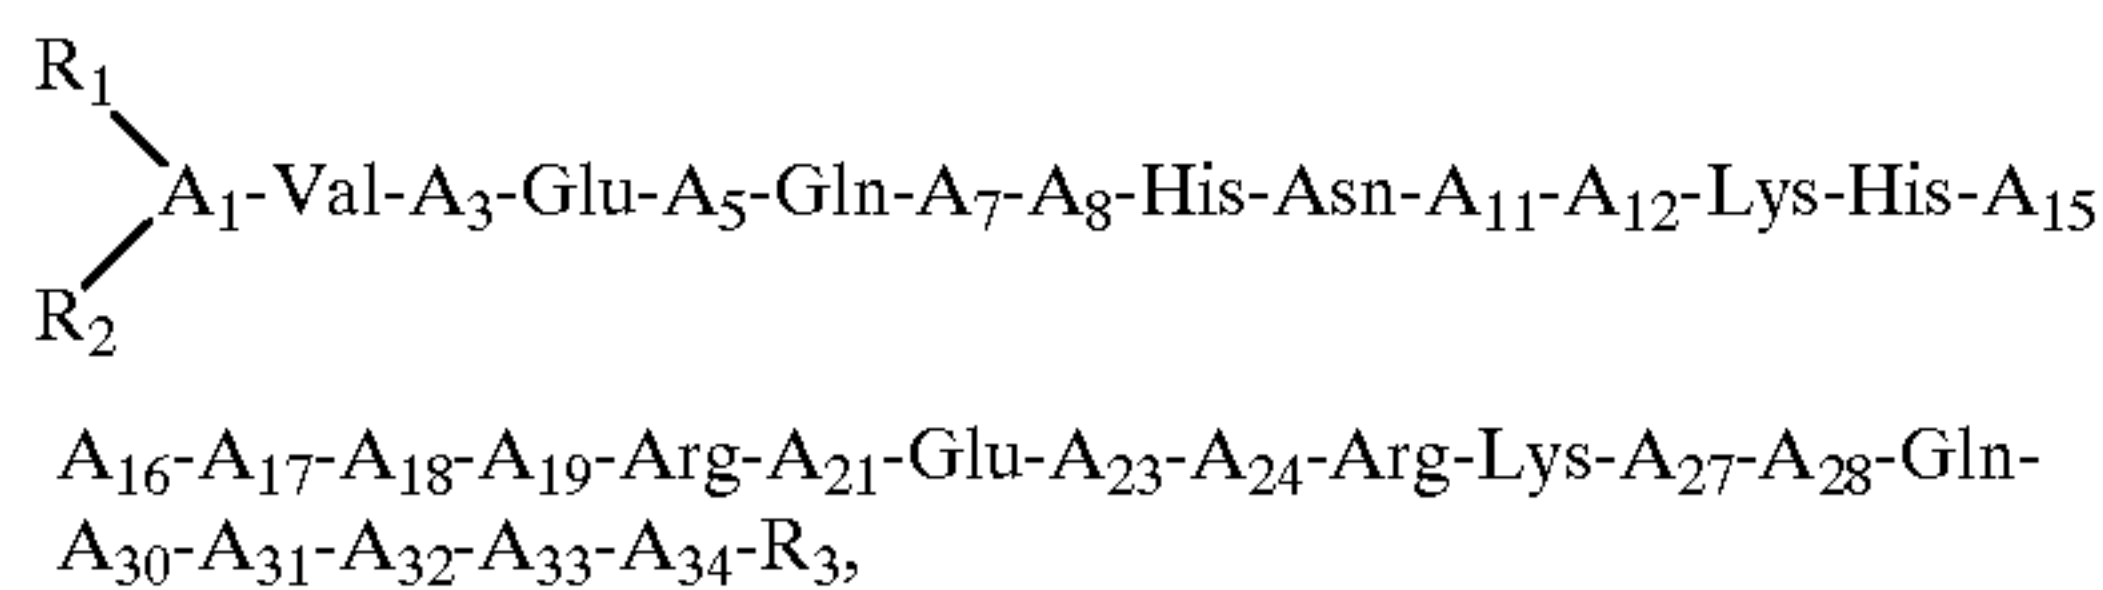 R₁
A₁-Val-A₃-Glu-A₅-Gln-A₇-A₈-His-Asn-A₁₁-A₁₂-Lys-His-A₁₅
R₂
A₁₆-A₁₇-A₁₈-A₁₉-Arg-A₂₁-Glu-A₂₃-A₂₄-Arg-Lys-A₂₇-A₂₈-Gln-
A₃₀-A₃₁-A₃₂-A₃₃-A₃₄-R₃,